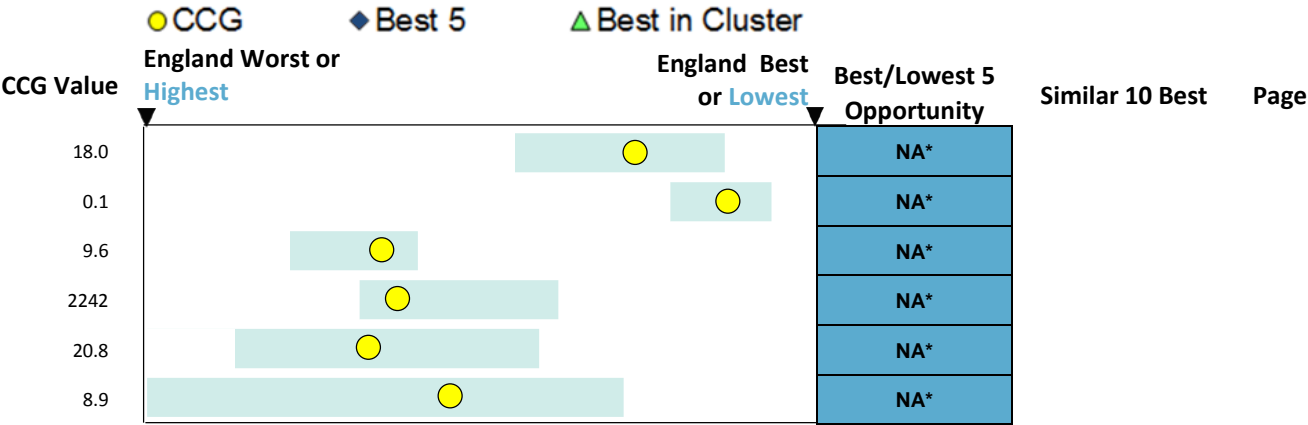 CCG Best 5 Best in Cluster
CCG Value England Worst or Highest England Best or Lowest Best/Lowest 5 Opportunity Similar 10 Best Page
18.0 NA*
0.1 NA*
9.6 NA*
2242 NA*
20.8 NA*
8.9 NA*